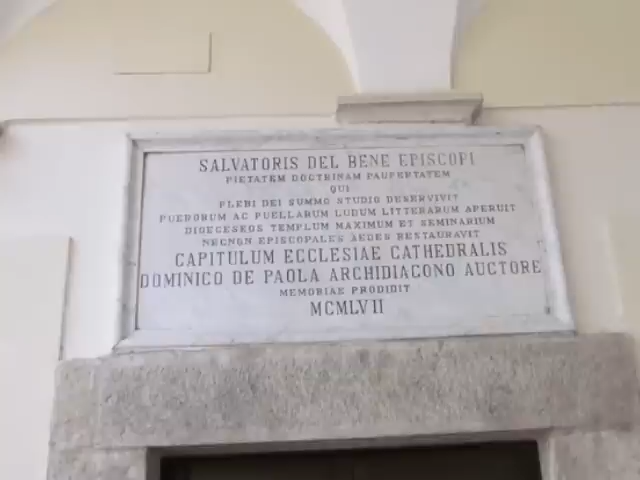 SALVATORIS DEL BENE EPISCOPI
PIETATEM DOCTRINAM PAUPERTATEM
QUI
PLEBI DEI SUMMO STUDIO DESERVIVIT
PUERORUM AC PUELLARUM LUDUM LITTERARUM APERUIT
DIOECESEOS TEMPLUM MAXIMUM ET SEMINARIUM
NECNON EPISCOPALES AEDES RESTAURAVIT
CAPITULUM ECCLESIAE CATHEDRALIS
DOMINICO DE PAOLA ARCHIDIACONO AUCTORE
MEMORIAE PRODIDIT
MCMLVII